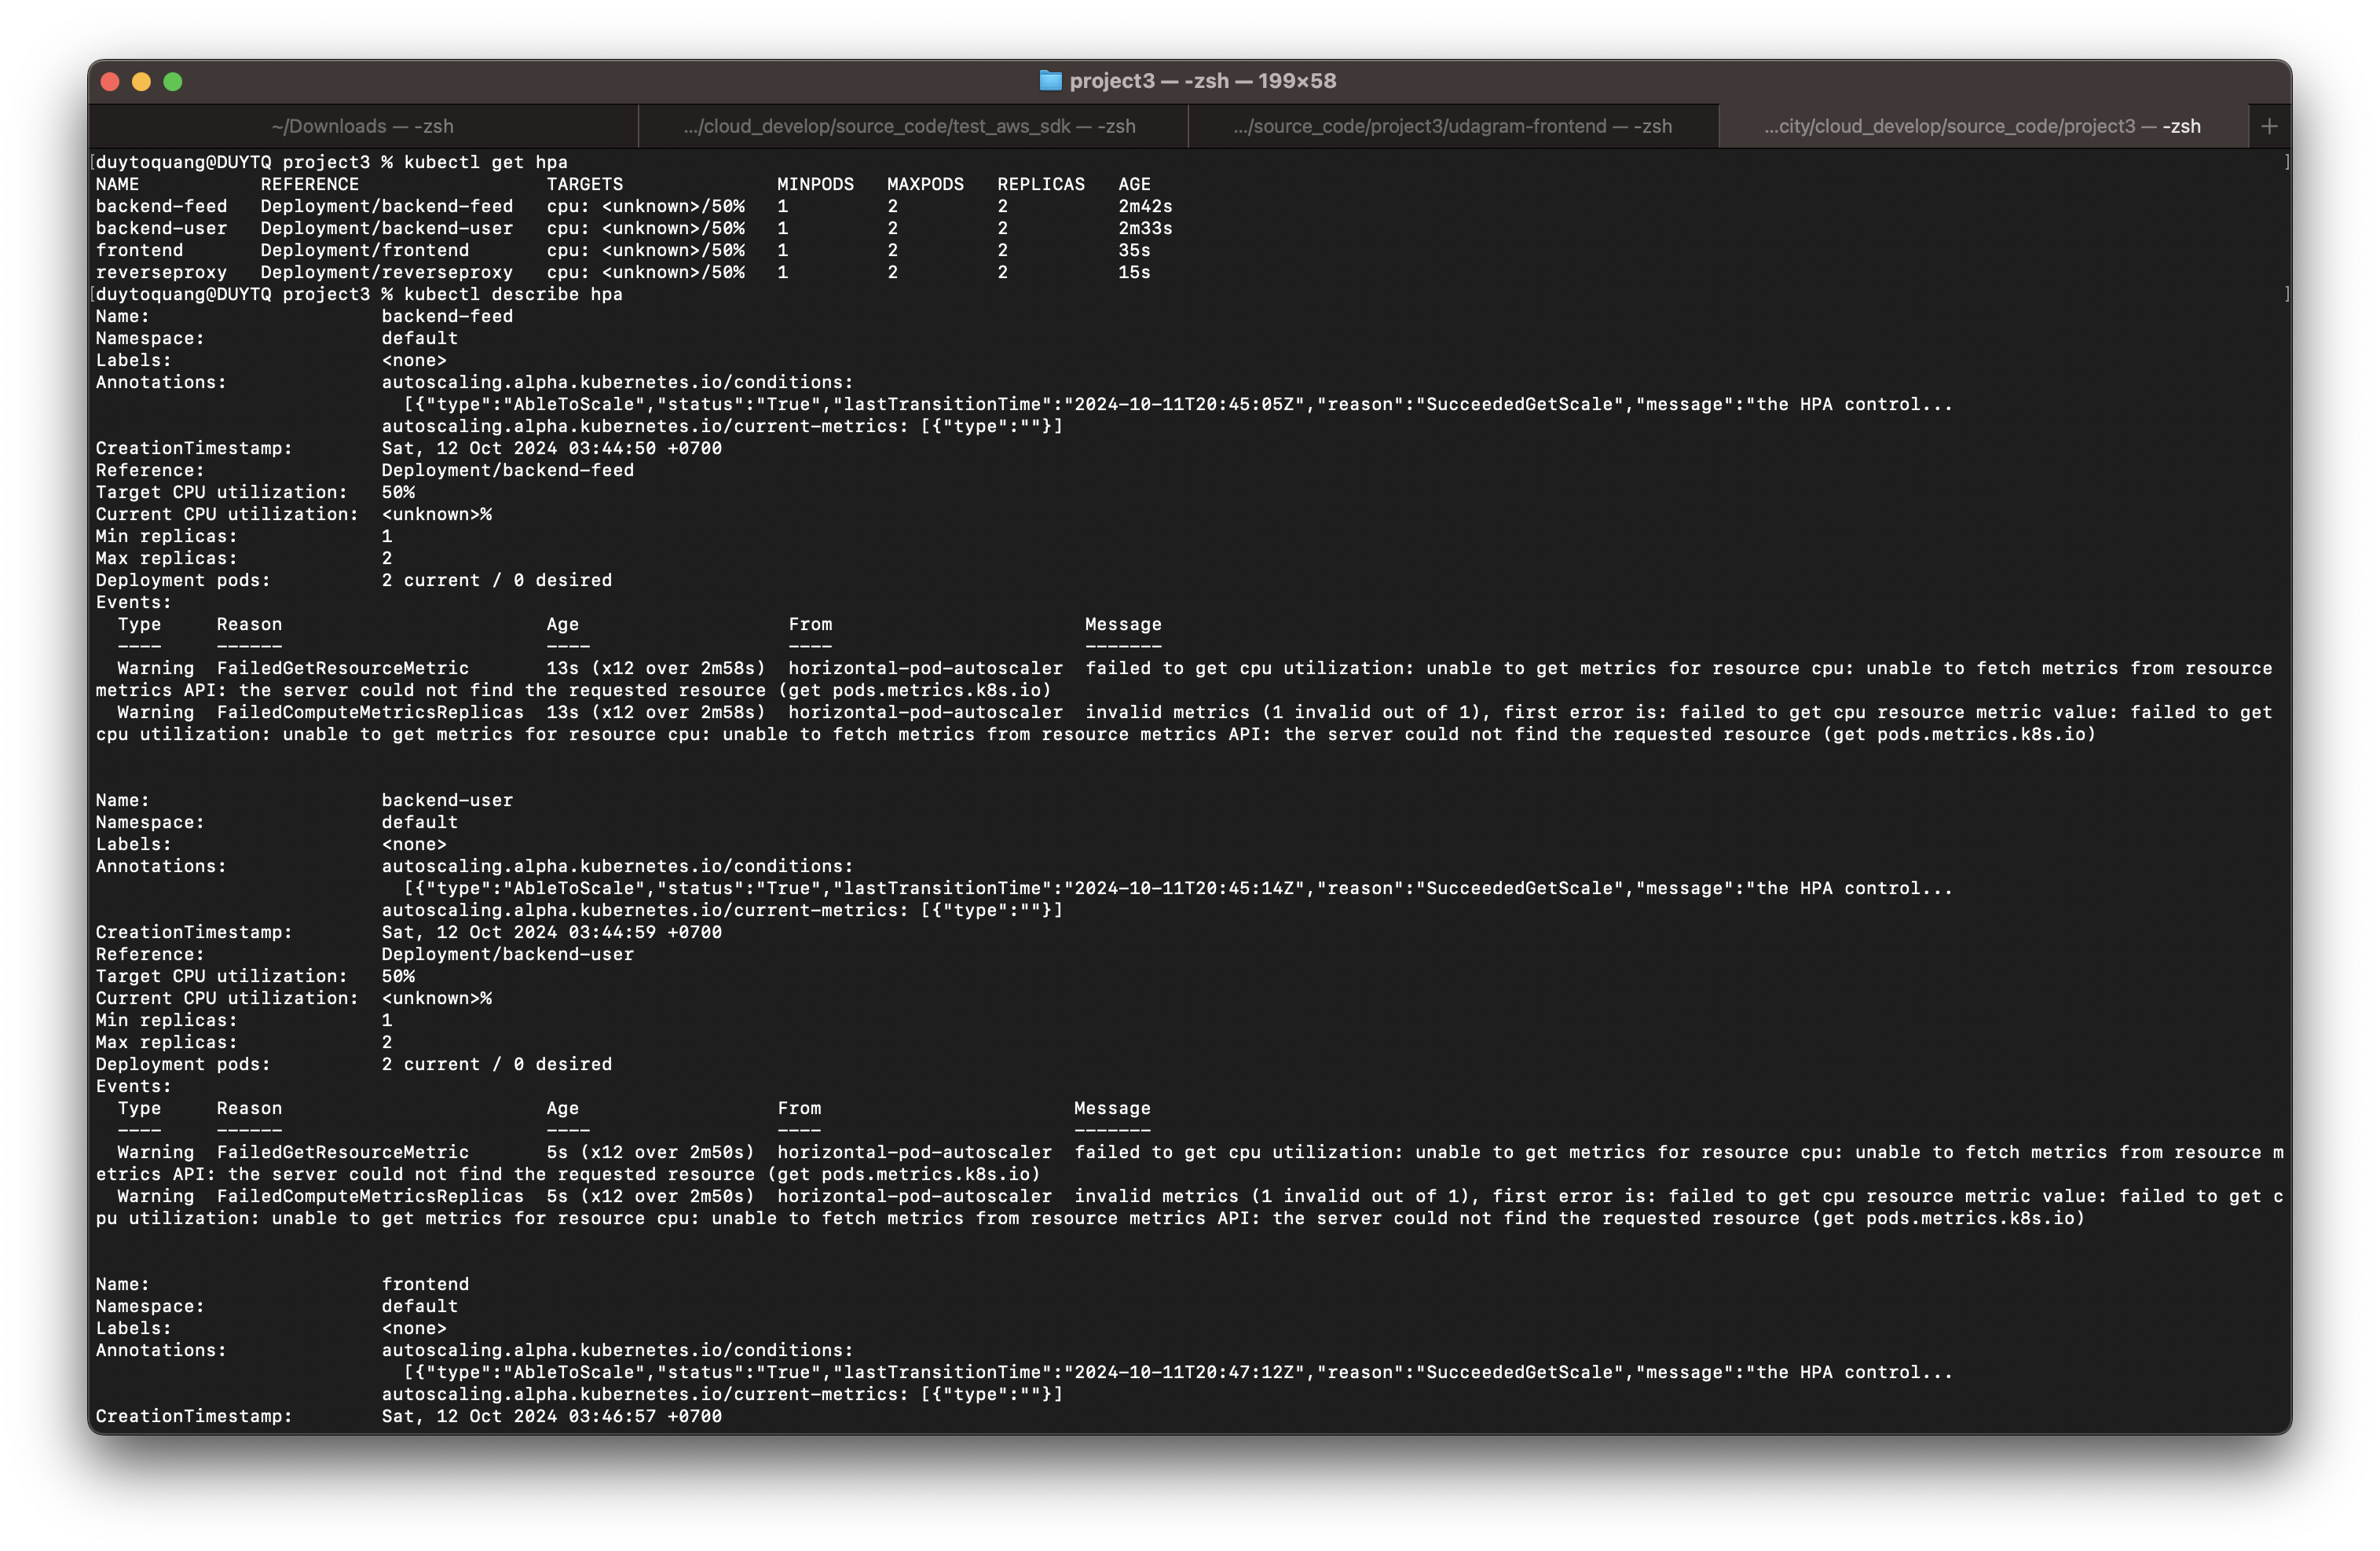 project3 — -zsh — 199×58
~/Downloads — -zsh
.../cloud_develop/source_code/test_aws_sdk — -zsh
.../source_code/project3/udagram-frontend — -zsh
...city/cloud_develop/source_code/project3 — -zsh
+
[duytoquang@DUYTQ project3 % kubectl get hpa ]
NAME REFERENCE TARGETS MINPODS MAXPODS REPLICAS AGE
backend-feed Deployment/backend-feed cpu: <unknown>/50% 1 2 2 2m42s
backend-user Deployment/backend-user cpu: <unknown>/50% 1 2 2 2m33s
frontend Deployment/frontend cpu: <unknown>/50% 1 2 2 35s
reverseproxy Deployment/reverseproxy cpu: <unknown>/50% 1 2 2 15s
[duytoquang@DUYTQ project3 % kubectl describe hpa ]
Name: backend-feed
Namespace: default
Labels: <none>
Annotations: autoscaling.alpha.kubernetes.io/conditions:
[{"type":"AbleToScale","status":"True","lastTransitionTime":"2024-10-11T20:45:05Z","reason":"SucceededGetScale","message":"the HPA control...
autoscaling.alpha.kubernetes.io/current-metrics: [{"type":""}]
CreationTimestamp: Sat, 12 Oct 2024 03:44:50 +0700
Reference: Deployment/backend-feed
Target CPU utilization: 50%
Current CPU utilization: <unknown>%
Min replicas: 1
Max replicas: 2
Deployment pods: 2 current / 0 desired
Events:
Type Reason Age From Message
---- ------ ---- ---- -------
Warning FailedGetResourceMetric 13s (x12 over 2m58s) horizontal-pod-autoscaler failed to get cpu utilization: unable to get metrics for resource cpu: unable to fetch metrics from resource
metrics API: the server could not find the requested resource (get pods.metrics.k8s.io)
Warning FailedComputeMetricsReplicas 13s (x12 over 2m58s) horizontal-pod-autoscaler invalid metrics (1 invalid out of 1), first error is: failed to get cpu resource metric value: failed to get
cpu utilization: unable to get metrics for resource cpu: unable to fetch metrics from resource metrics API: the server could not find the requested resource (get pods.metrics.k8s.io)
Name: backend-user
Namespace: default
Labels: <none>
Annotations: autoscaling.alpha.kubernetes.io/conditions:
[{"type":"AbleToScale","status":"True","lastTransitionTime":"2024-10-11T20:45:14Z","reason":"SucceededGetScale","message":"the HPA control...
autoscaling.alpha.kubernetes.io/current-metrics: [{"type":""}]
CreationTimestamp: Sat, 12 Oct 2024 03:44:59 +0700
Reference: Deployment/backend-user
Target CPU utilization: 50%
Current CPU utilization: <unknown>%
Min replicas: 1
Max replicas: 2
Deployment pods: 2 current / 0 desired
Events:
Type Reason Age From Message
---- ------ ---- ---- -------
Warning FailedGetResourceMetric 5s (x12 over 2m50s) horizontal-pod-autoscaler failed to get cpu utilization: unable to get metrics for resource cpu: unable to fetch metrics from resource m
etrics API: the server could not find the requested resource (get pods.metrics.k8s.io)
Warning FailedComputeMetricsReplicas 5s (x12 over 2m50s) horizontal-pod-autoscaler invalid metrics (1 invalid out of 1), first error is: failed to get cpu resource metric value: failed to get c
pu utilization: unable to get metrics for resource cpu: unable to fetch metrics from resource metrics API: the server could not find the requested resource (get pods.metrics.k8s.io)
Name: frontend
Namespace: default
Labels: <none>
Annotations: autoscaling.alpha.kubernetes.io/conditions:
[{"type":"AbleToScale","status":"True","lastTransitionTime":"2024-10-11T20:47:12Z","reason":"SucceededGetScale","message":"the HPA control...
autoscaling.alpha.kubernetes.io/current-metrics: [{"type":""}]
CreationTimestamp: Sat, 12 Oct 2024 03:46:57 +0700